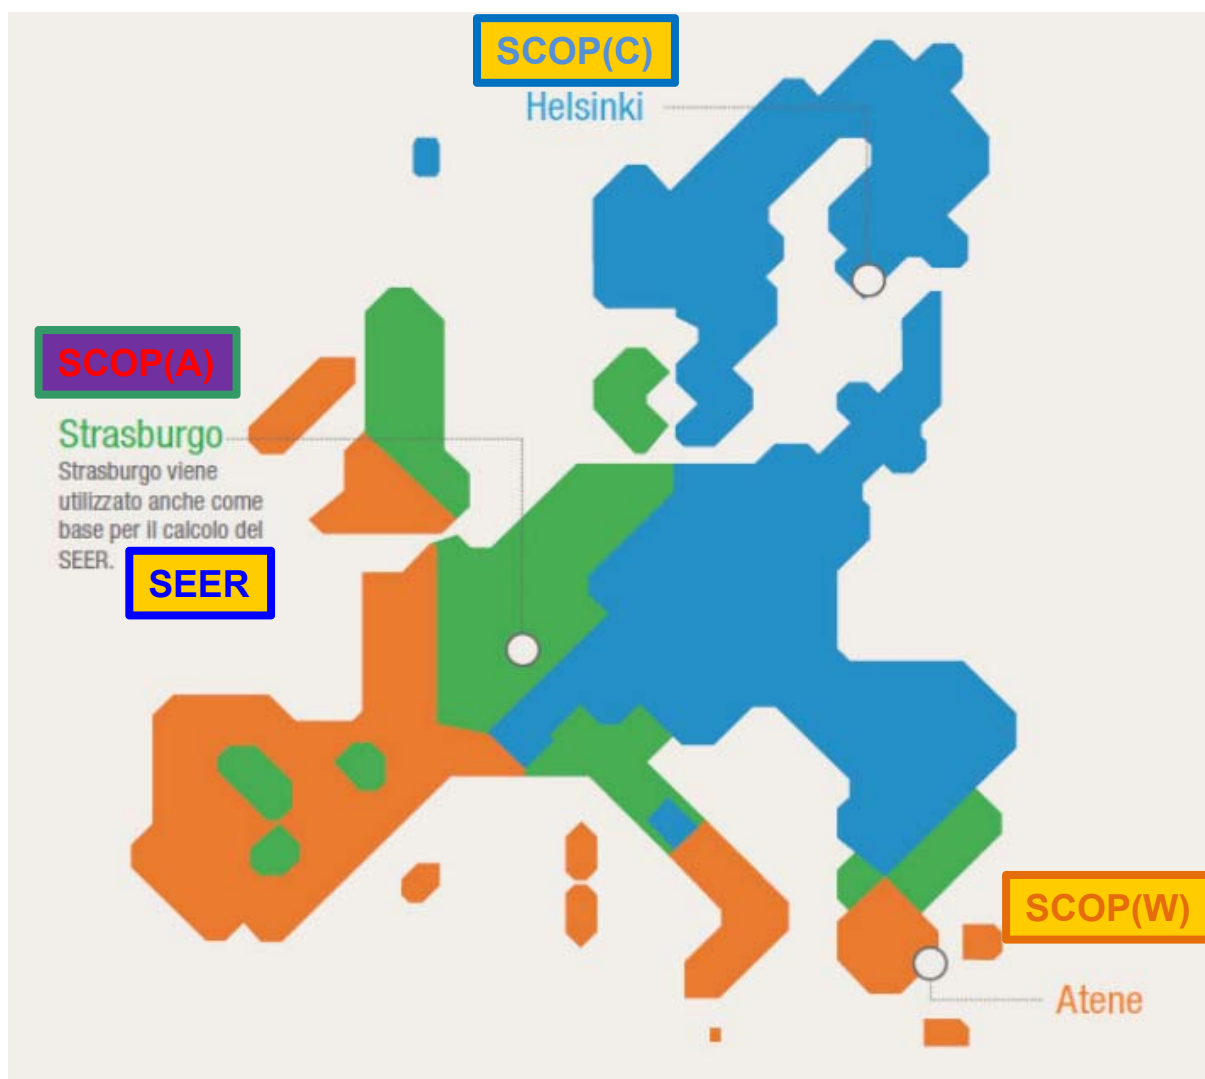 SCOP(C)
Helsinki
SCOP(A)
Strasburgo
Strasburgo viene
utilizzato anche come
base per il calcolo del
SEER.
SEER
SCOP(W)
Atene